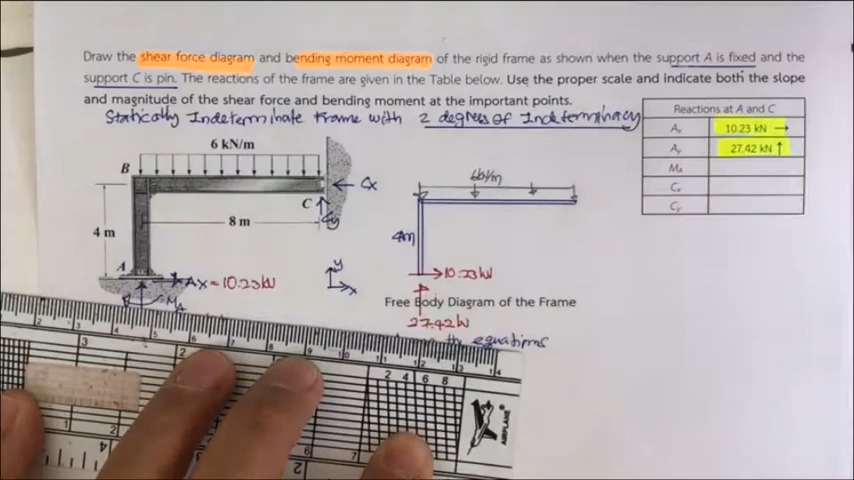 Draw the shear force diagram and bending moment diagram of the rigid frame as shown when the support A is fixed and the
support C is pin. The reactions of the frame are given in the Table below. Use the proper scale and indicate both the slope
and magnitude of the shear force and bending moment at the important points.
Statically Indeterminate Frame with 2 degrees of Indeterminacy
Reactions at A and C
Ax 10.23 kN →
Ay 27.42 kN ↑
MA
Cx
Cy
6 kN/m
B
C
Cx
Cy
8 m
4 m
A
Ax = 10.23kN
MA
y
x
6kN/m
4m
10.23kN
27.42kN
Free Body Diagram of the Frame
equations
AIRPLANE